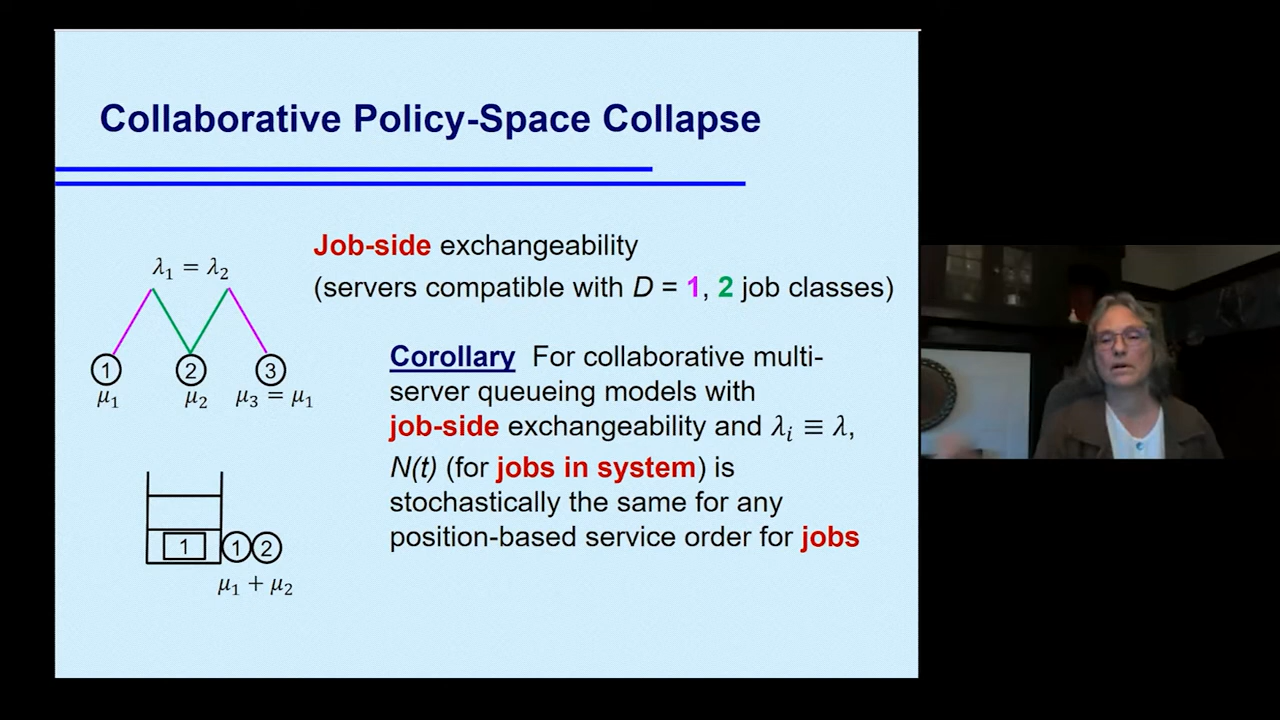 Collaborative Policy-Space Collapse
Job-side exchangeability
(servers compatible with D = 1, 2 job classes)
λ₁ = λ₂
1 2 3
μ₁ μ₂ μ₃ = μ₁
Corollary For collaborative multi-
server queueing models with
job-side exchangeability and λᵢ ≡ λ,
N(t) (for jobs in system) is
stochastically the same for any
position-based service order for jobs
1 1 2
μ₁ + μ₂